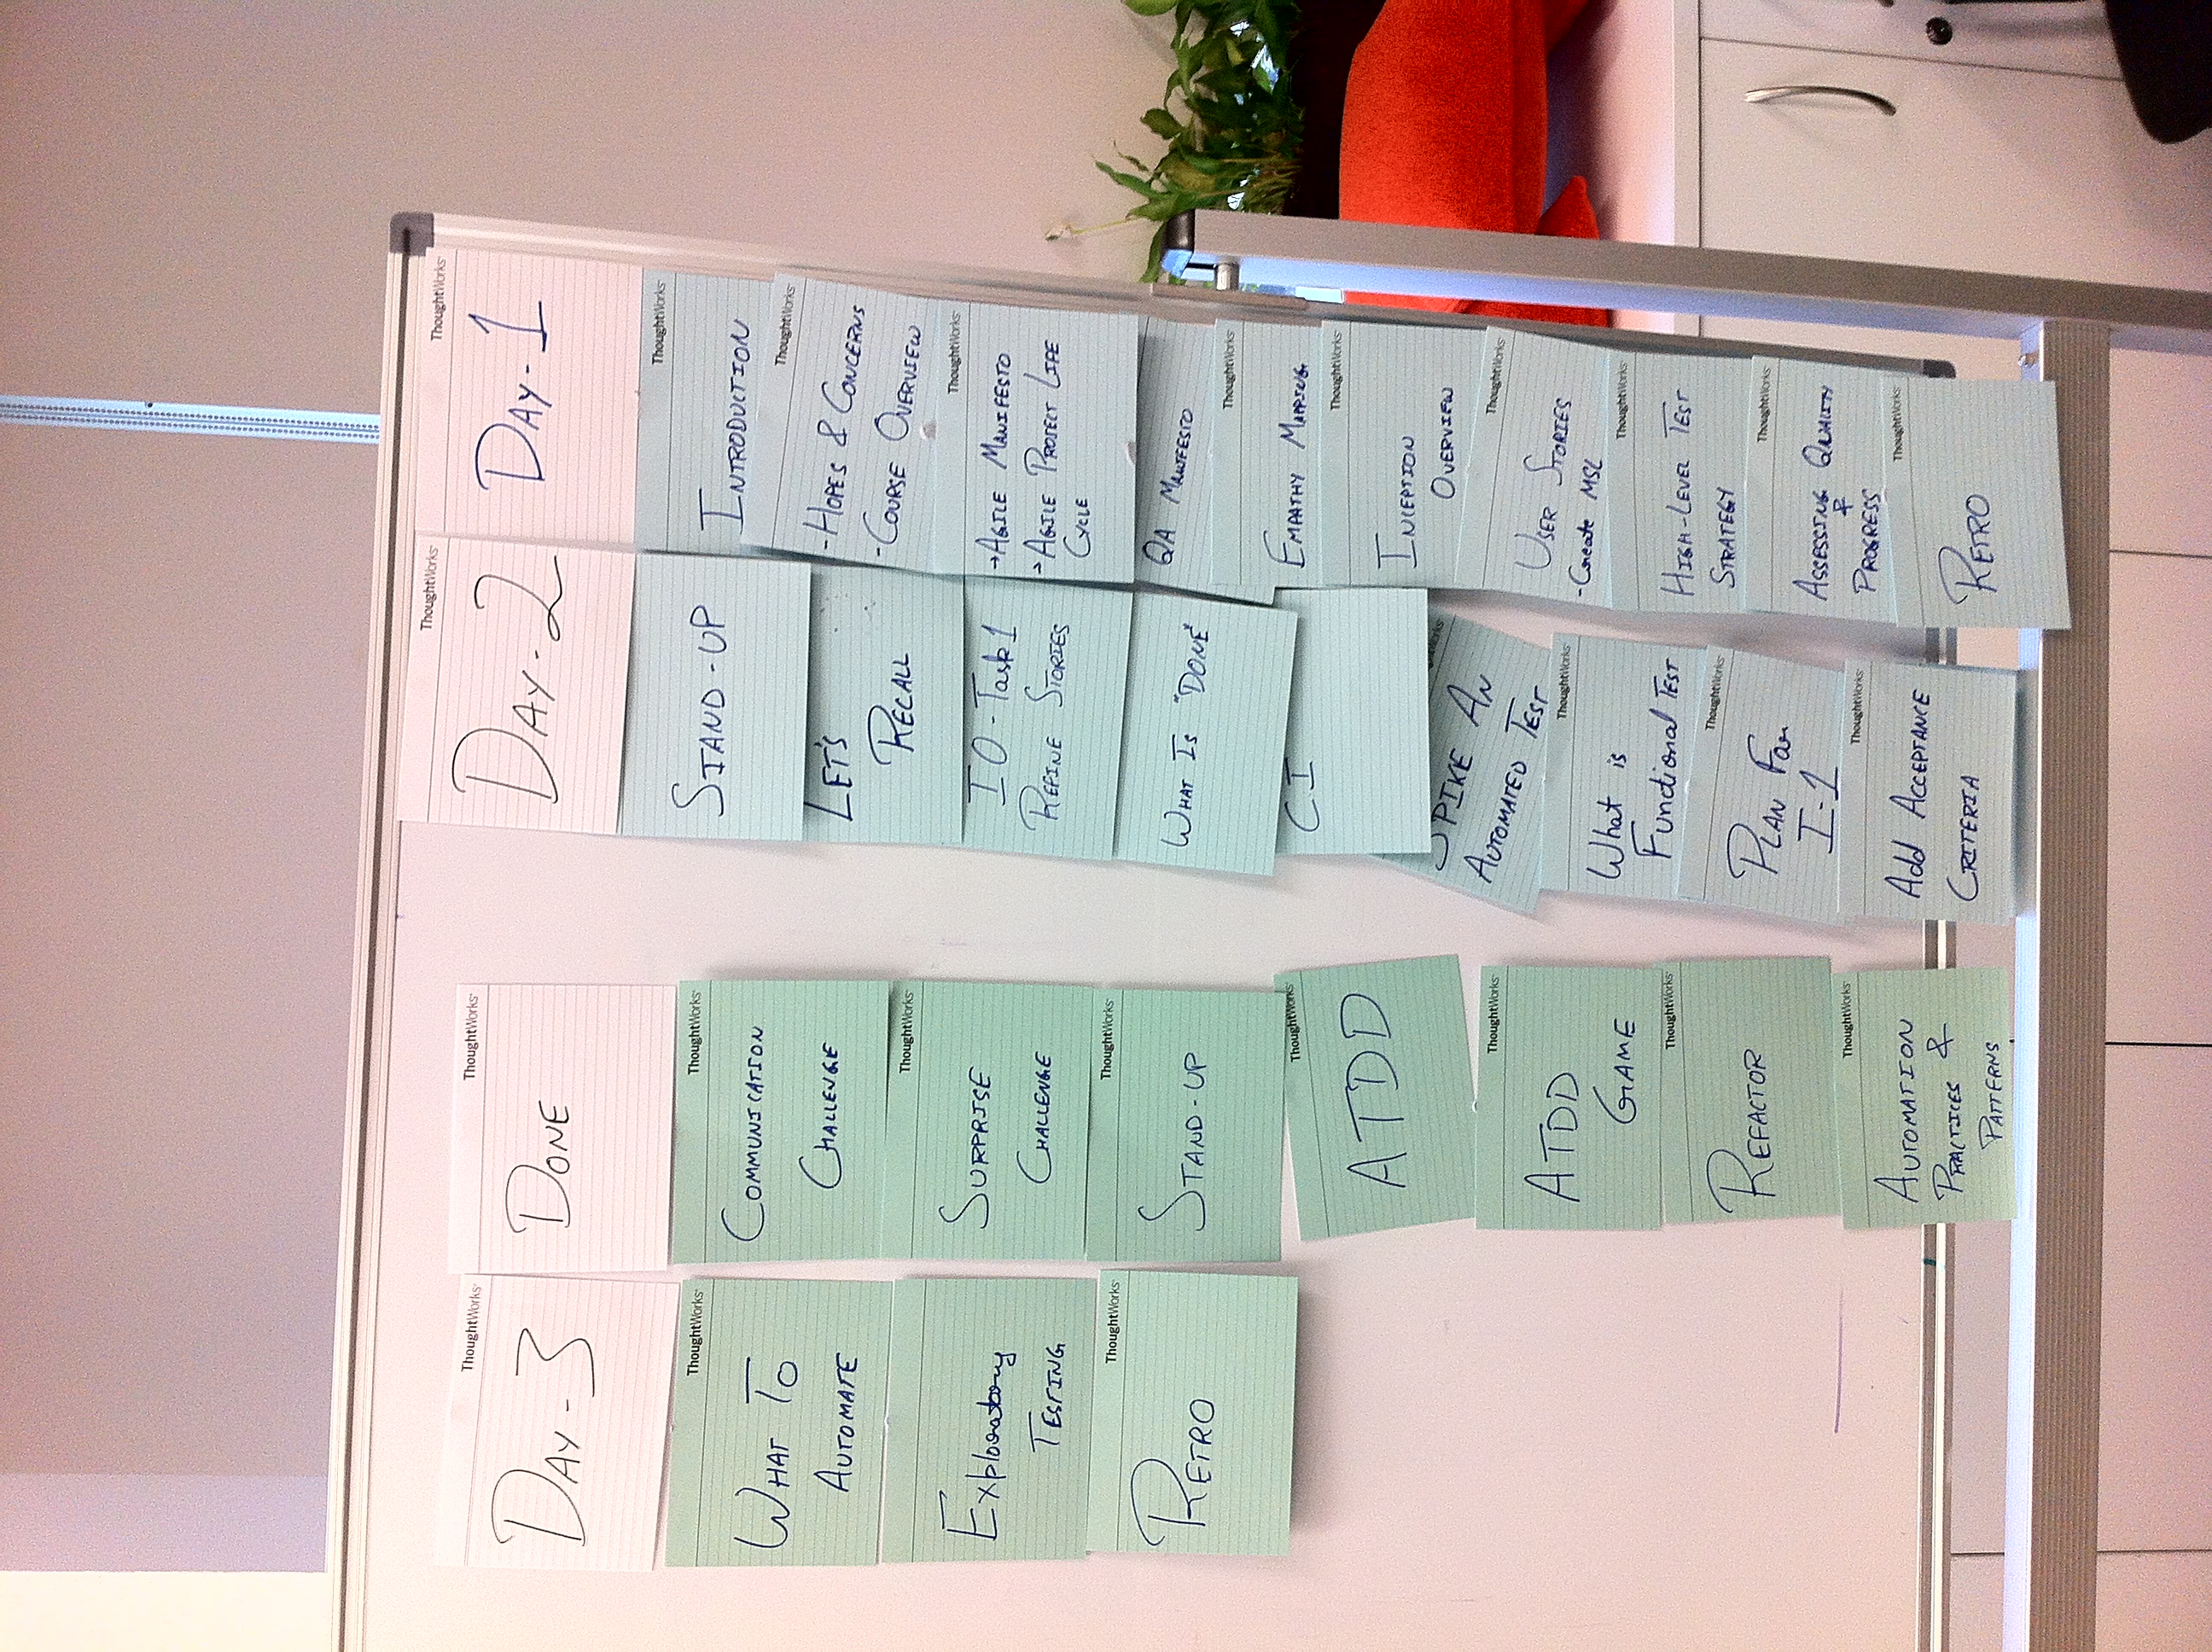 ThoughtWorks
Day-3
ThoughtWorks
What To
Automate
ThoughtWorks
Exploratory
Testing
ThoughtWorks
Retro
ThoughtWorks
Done
ThoughtWorks
Communication
Challenge
ThoughtWorks
Surprise
Challenge
ThoughtWorks
Stand-up
ThoughtWorks
ATDD
ThoughtWorks
ATDD
Game
ThoughtWorks
Refactor
ThoughtWorks
Automation
Practices &
Patterns
ThoughtWorks
Day-2
Stand-up
Let's
Recall
IO-Task1
Refine Stories
What Is "Done"
CI
Spike An
Automated Test
ThoughtWorks
What is
Functional Test
ThoughtWorks
Plan For
I-1
ThoughtWorks
Add Acceptance
Criteria
ThoughtWorks
Day-1
ThoughtWorks
Introduction
ThoughtWorks
-Hopes & Concerns
-Course Overview
ThoughtWorks
→Agile Manifesto
→Agile Project Life
Cycle
QA Manifesto
ThoughtWorks
Empathy Mapping
ThoughtWorks
Inception
Overview
ThoughtWorks
User Stories
-Create MSL
ThoughtWorks
High-Level Test
Strategy
ThoughtWorks
Assessing Quality
&
Progress
ThoughtWorks
Retro